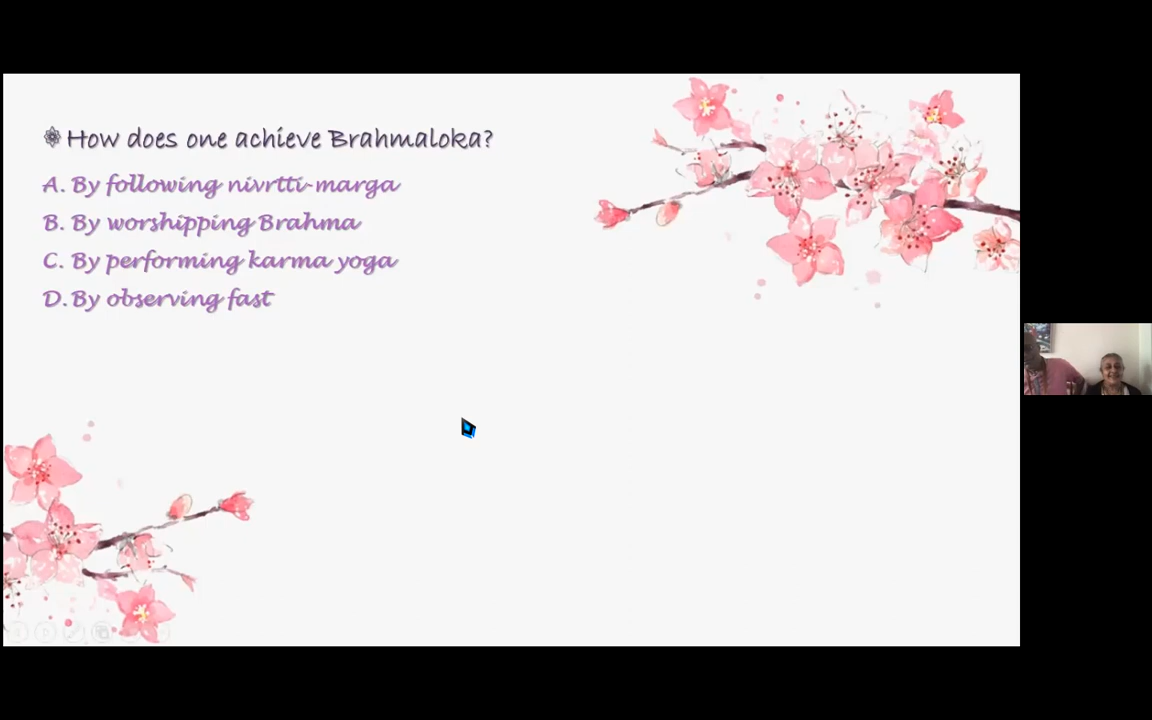 How does one achieve Brahmaloka?
A. By following nivrtti-marga
B. By worshipping Brahma
C. By performing karma yoga
D. By observing fast